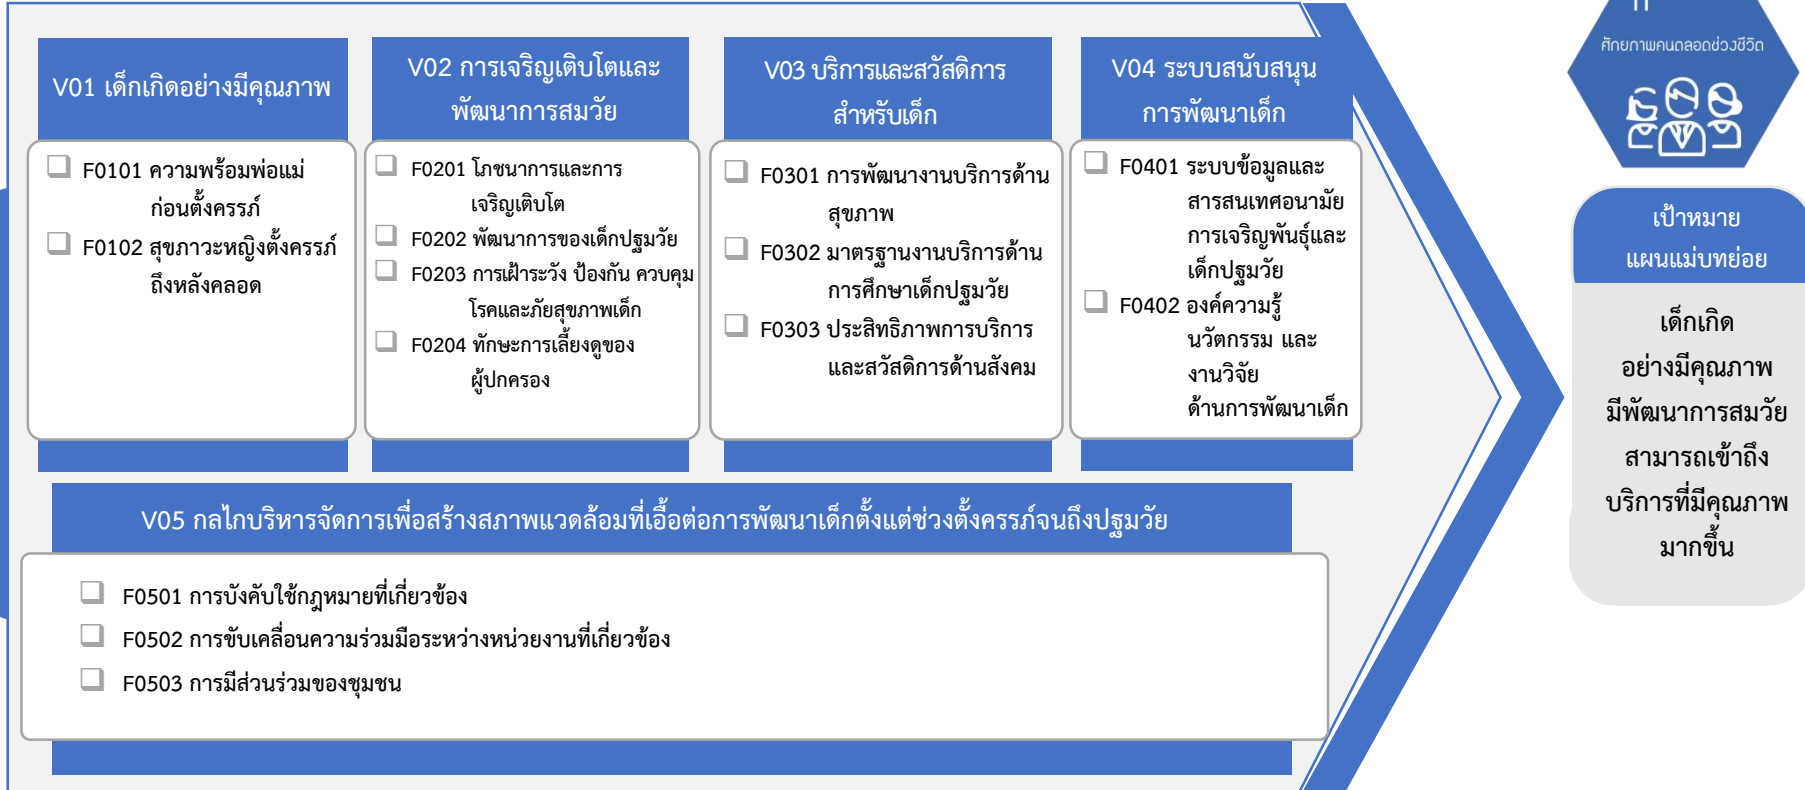 V01 เด็กเกิดอย่างมีคุณภาพ
F0101 ความพร้อมพ่อแม่
ก่อนตั้งครรภ์
F0102 สุขภาวะหญิงตั้งครรภ์
ถึงหลังคลอด
V02 การเจริญเติบโตและ
พัฒนาการสมวัย
F0201 โภชนาการและการ
เจริญเติบโต
F0202 พัฒนาการของเด็กปฐมวัย
F0203 การเฝ้าระวัง ป้องกัน ควบคุม
โรคและภัยสุขภาพเด็ก
F0204 ทักษะการเลี้ยงดูของ
ผู้ปกครอง
V03 บริการและสวัสดิการ
สำหรับเด็ก
F0301 การพัฒนางานบริการด้าน
สุขภาพ
F0302 มาตรฐานงานบริการด้าน
การศึกษาเด็กปฐมวัย
F0303 ประสิทธิภาพการบริการ
และสวัสดิการด้านสังคม
V04 ระบบสนับสนุน
การพัฒนาเด็ก
F0401 ระบบข้อมูลและ
สารสนเทศอนามัย
การเจริญพันธุ์และ
เด็กปฐมวัย
F0402 องค์ความรู้
นวัตกรรม และ
งานวิจัย
ด้านการพัฒนาเด็ก
V05 กลไกบริหารจัดการเพื่อสร้างสภาพแวดล้อมที่เอื้อต่อการพัฒนาเด็กตั้งแต่ช่วงตั้งครรภ์จนถึงปฐมวัย
F0501 การบังคับใช้กฎหมายที่เกี่ยวข้อง
F0502 การขับเคลื่อนความร่วมมือระหว่างหน่วยงานที่เกี่ยวข้อง
F0503 การมีส่วนร่วมของชุมชน
ศักยภาพคนตลอดช่วงชีวิต
เป้าหมาย
แผนแม่บทย่อย
เด็กเกิด
อย่างมีคุณภาพ
มีพัฒนาการสมวัย
สามารถเข้าถึง
บริการที่มีคุณภาพ
มากขึ้น